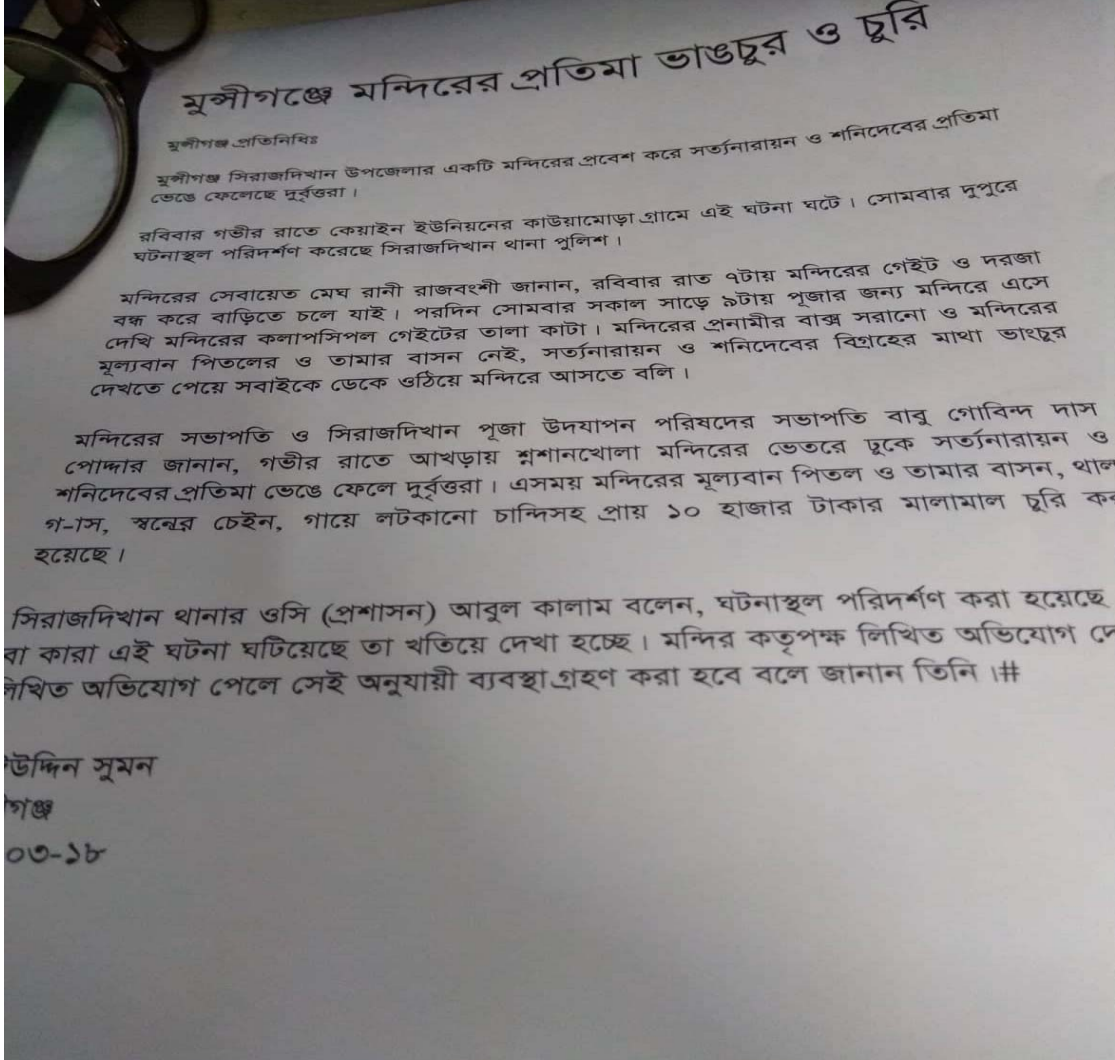 মুন্সীগঞ্জে মন্দিরের প্রতিমা ভাঙচুর ও চুরি
মুন্সীগঞ্জ প্রতিনিধিঃ
মুন্সীগঞ্জ সিরাজদিখান উপজেলার একটি মন্দিরের প্রবেশ করে সর্ত্যনারায়ন ও শনিদেবের প্রতিমা
ভেঙে ফেলেছে দুর্বৃত্তরা ।
রবিবার গভীর রাতে কেয়াইন ইউনিয়নের কাউয়ামোড়া গ্রামে এই ঘটনা ঘটে । সোমবার দুপুরে
ঘটনাস্থল পরিদর্শণ করেছে সিরাজদিখান থানা পুলিশ ।
মন্দিরের সেবায়েত মেঘ রানী রাজবংশী জানান, রবিবার রাত ৭টায় মন্দিরের গেইট ও দরজা
বন্ধ করে বাড়িতে চলে যাই । পরদিন সোমবার সকাল সাড়ে ৯টায় পূজার জন্য মন্দিরে এসে
দেখি মন্দিরের কলাপসিপল গেইটের তালা কাটা । মন্দিরের প্রনামীর বাক্স সরানো ও মন্দিরের
মূল্যবান পিতলের ও তামার বাসন নেই, সর্ত্যনারায়ন ও শনিদেবের বিগ্রহের মাথা ভাংচুর
দেখতে পেয়ে সবাইকে ডেকে ওঠিয়ে মন্দিরে আসতে বলি ।
মন্দিরের সভাপতি ও সিরাজদিখান পূজা উদযাপন পরিষদের সভাপতি বাবু গোবিন্দ দাস
পোদ্দার জানান, গভীর রাতে আখড়ায় শ্মশানখোলা মন্দিরের ভেতরে ঢুকে সর্ত্যনারায়ন ও
শনিদেবের প্রতিমা ভেঙে ফেলে দুর্বৃত্তরা । এসময় মন্দিরের মূল্যবান পিতল ও তামার বাসন, থাল
গ-াস, স্বর্নের চেইন, গায়ে লটকানো চান্দিসহ প্রায় ১০ হাজার টাকার মালামাল চুরি কর
হয়েছে ।
সিরাজদিখান থানার ওসি (প্রশাসন) আবুল কালাম বলেন, ঘটনাস্থল পরিদর্শণ করা হয়েছে
বা কারা এই ঘটনা ঘটিয়েছে তা খতিয়ে দেখা হচ্ছে । মন্দির কতৃপক্ষ লিখিত অভিযোগ
অভিযোগ পেলে সেই অনুযায়ী ব্যবস্থা গ্রহণ করা হবে বলে জানান তিনি ।#
উদ্দিন সুমন
গঞ্জ
০৩-১৮